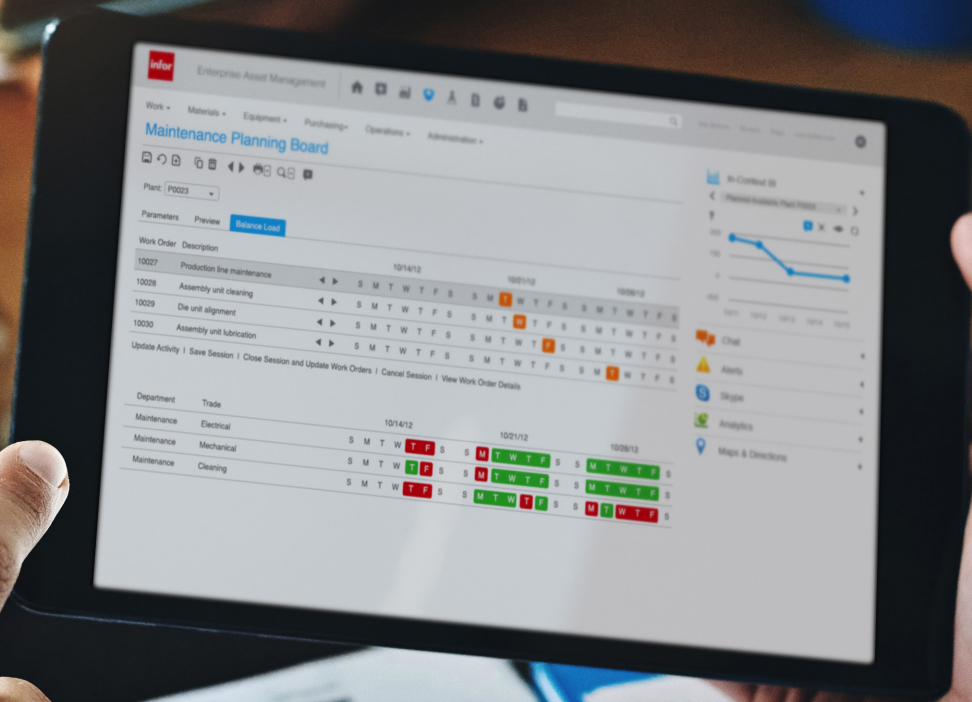 infor
Enterprise Asset Management
Work Materials Equipment Purchasing Operations Administration
Maintenance Planning Board
Plant: P0023
Parameters Preview Balance Load
Work Order Description
10/14/12 10/21/12 10/28/12
10027 Production line maintenance S M T W T F S S M T W T F S S M T W T F S
10028 Assembly unit cleaning S M T W T F S S M T W T F S S M T W T F S
10029 Die unit alignment S M T W T F S S M T W T F S S M T W T F S
10030 Assembly unit lubrication S M T W T F S S M T W T F S S M T W T F S
Update Activity | Save Session | Close Session and Update Work Orders | Cancel Session | View Work Order Details
Department Trade
10/14/12 10/21/12 10/28/12
Maintenance Electrical S M T W T F S S M T W T F S S M T W T F S
Maintenance Mechanical S M T W T F S S M T W T F S S M T W T F S
Maintenance Cleaning S M T W T F S S M T W T F S S M T W T F S
In-Context BI
Planned Available Plant P0023
Chat
Alerts
Skype
Analytics
Maps & Directions